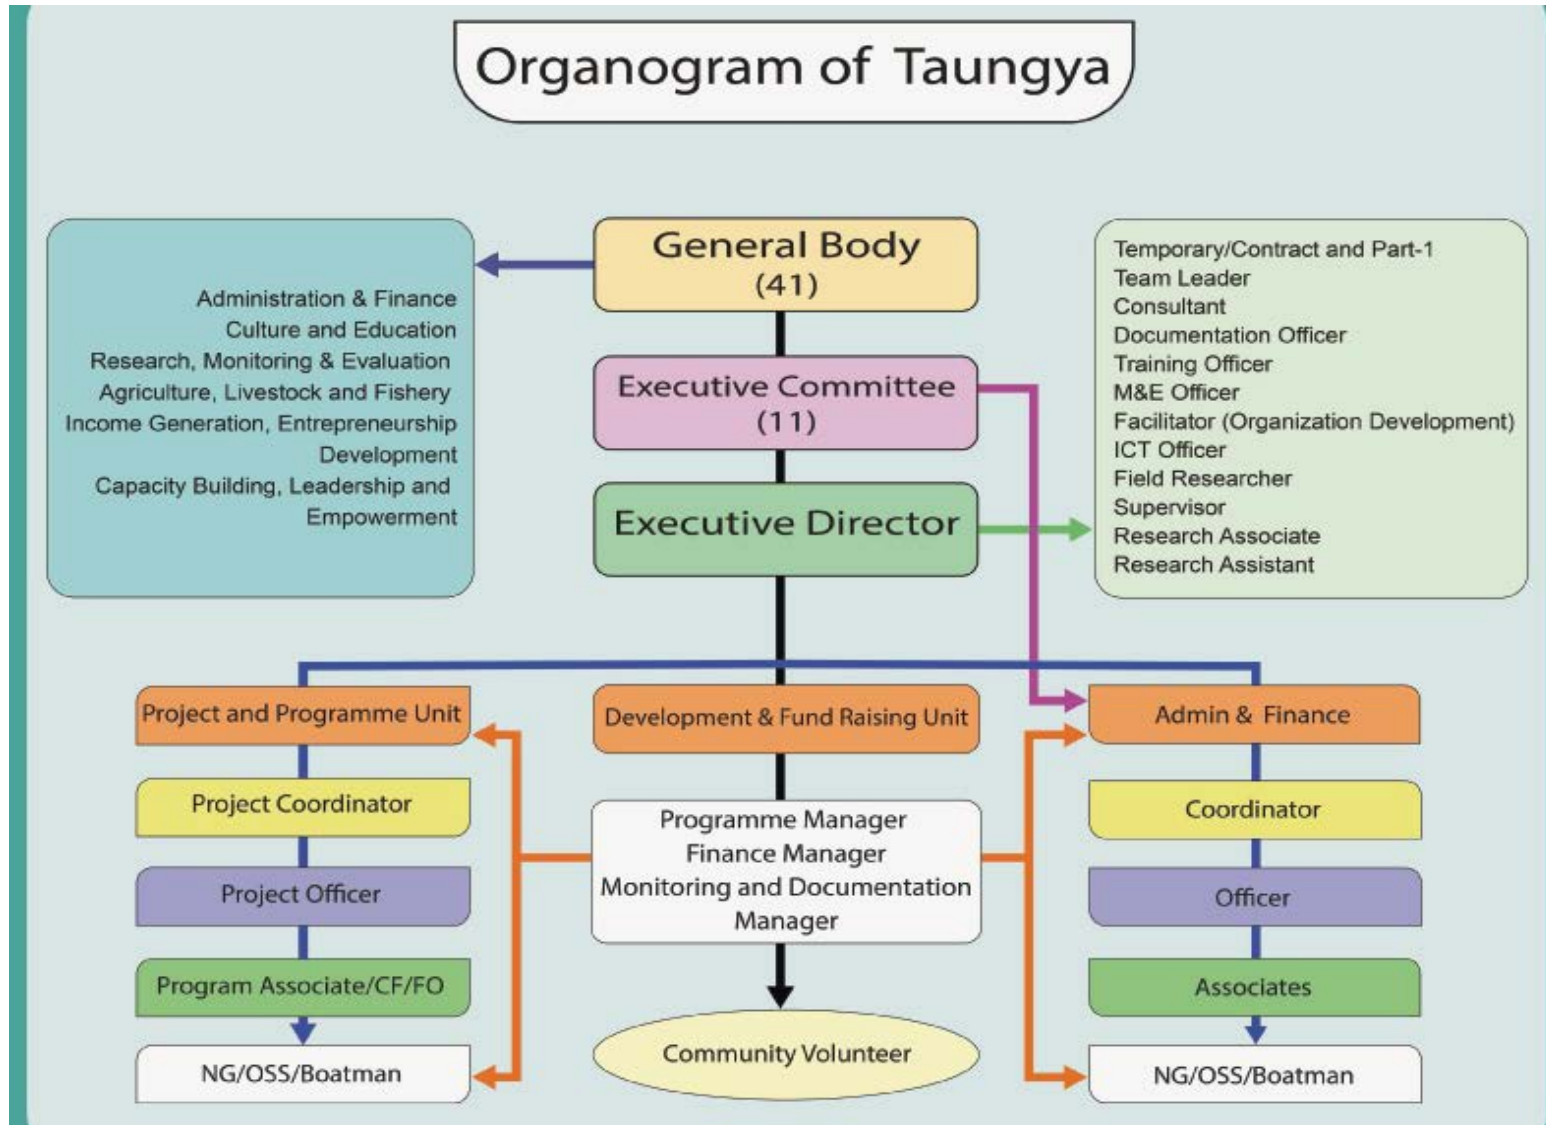 Organogram of Taungya
Administration & Finance
Culture and Education
Research, Monitoring & Evaluation
Agriculture, Livestock and Fishery
Income Generation, Entrepreneurship
Development
Capacity Building, Leadership and
Empowerment
General Body
(41)
Executive Committee
(11)
Executive Director
Temporary/Contract and Part-1
Team Leader
Consultant
Documentation Officer
Training Officer
M&E Officer
Facilitator (Organization Development)
ICT Officer
Field Researcher
Supervisor
Research Associate
Research Assistant
Project and Programme Unit
Project Coordinator
Project Officer
Program Associate/CF/FO
NG/OSS/Boatman
Development & Fund Raising Unit
Programme Manager
Finance Manager
Monitoring and Documentation
Manager
Community Volunteer
Admin & Finance
Coordinator
Officer
Associates
NG/OSS/Boatman